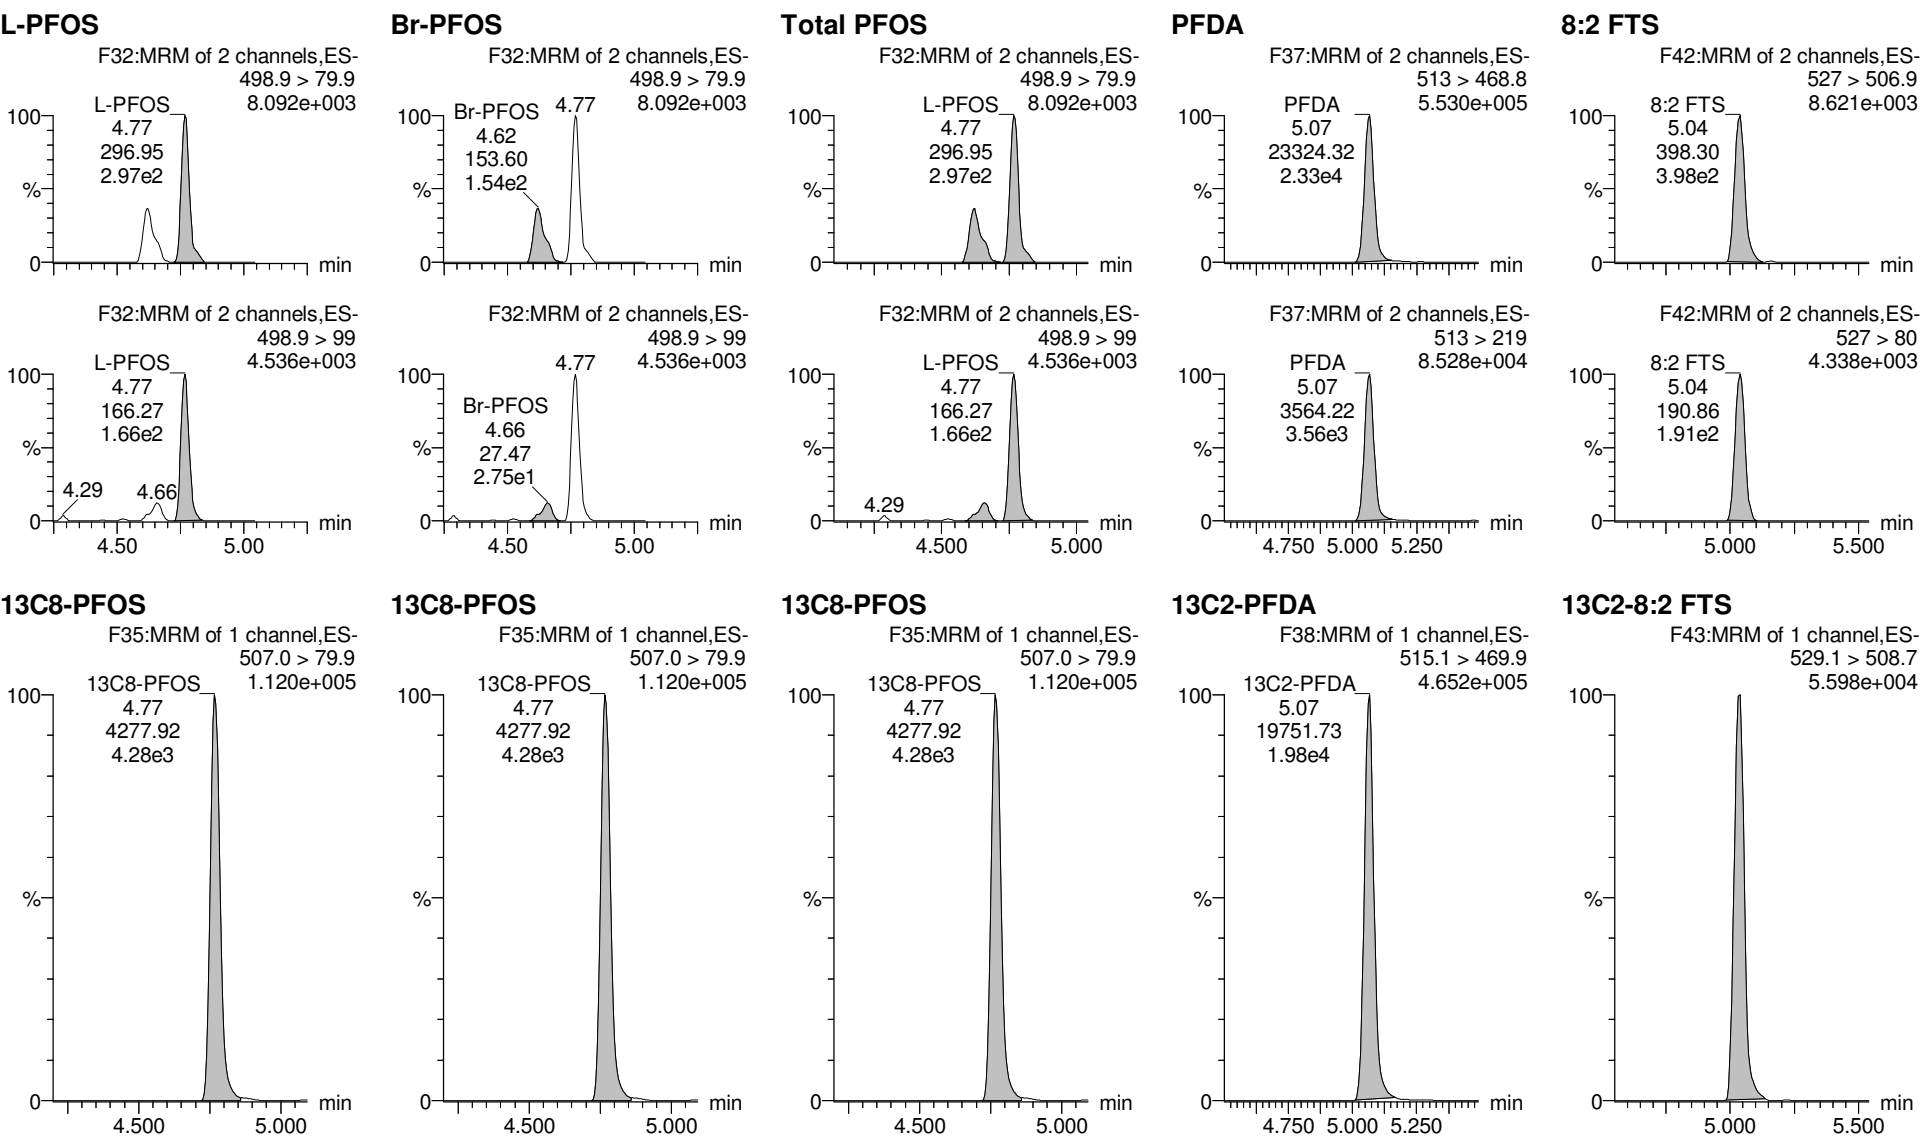 L-PFOS
F32:MRM of 2 channels,ES-
498.9 > 79.9
8.092e+003
L-PFOS
4.77
296.95
2.97e2
100
%
0
min
F32:MRM of 2 channels,ES-
498.9 > 99
4.536e+003
L-PFOS
4.77
166.27
1.66e2
4.29
4.66
100
%
0
min
4.50 5.00
Br-PFOS
F32:MRM of 2 channels,ES-
498.9 > 79.9
8.092e+003
Br-PFOS
4.62
153.60
1.54e2
4.77
100
%
0
min
F32:MRM of 2 channels,ES-
498.9 > 99
4.536e+003
4.77
Br-PFOS
4.66
27.47
2.75e1
100
%
0
min
4.50 5.00
Total PFOS
F32:MRM of 2 channels,ES-
498.9 > 79.9
8.092e+003
L-PFOS
4.77
296.95
2.97e2
100
%
0
min
F32:MRM of 2 channels,ES-
498.9 > 99
4.536e+003
L-PFOS
4.77
166.27
1.66e2
4.29
100
%
0
min
4.500 5.000
PFDA
F37:MRM of 2 channels,ES-
513 > 468.8
5.530e+005
PFDA
5.07
23324.32
2.33e4
100
%
0
min
F37:MRM of 2 channels,ES-
513 > 219
8.528e+004
PFDA
5.07
3564.22
3.56e3
100
%
0
min
4.750 5.000 5.250
8:2 FTS
F42:MRM of 2 channels,ES-
527 > 506.9
8.621e+003
8:2 FTS
5.04
398.30
3.98e2
100
%
0
min
F42:MRM of 2 channels,ES-
527 > 80
4.338e+003
8:2 FTS
5.04
190.86
1.91e2
100
%
0
min
5.000 5.500
13C8-PFOS
F35:MRM of 1 channel,ES-
507.0 > 79.9
1.120e+005
13C8-PFOS
4.77
4277.92
4.28e3
100
%
0
min
4.500 5.000
13C8-PFOS
F35:MRM of 1 channel,ES-
507.0 > 79.9
1.120e+005
13C8-PFOS
4.77
4277.92
4.28e3
100
%
0
min
4.500 5.000
13C8-PFOS
F35:MRM of 1 channel,ES-
507.0 > 79.9
1.120e+005
13C8-PFOS
4.77
4277.92
4.28e3
100
%
0
min
4.500 5.000
13C2-PFDA
F38:MRM of 1 channel,ES-
515.1 > 469.9
4.652e+005
13C2-PFDA
5.07
19751.73
1.98e4
100
%
0
min
4.750 5.000 5.250
13C2-8:2 FTS
F43:MRM of 1 channel,ES-
529.1 > 508.7
5.598e+004
100
%
0
min
5.000 5.500